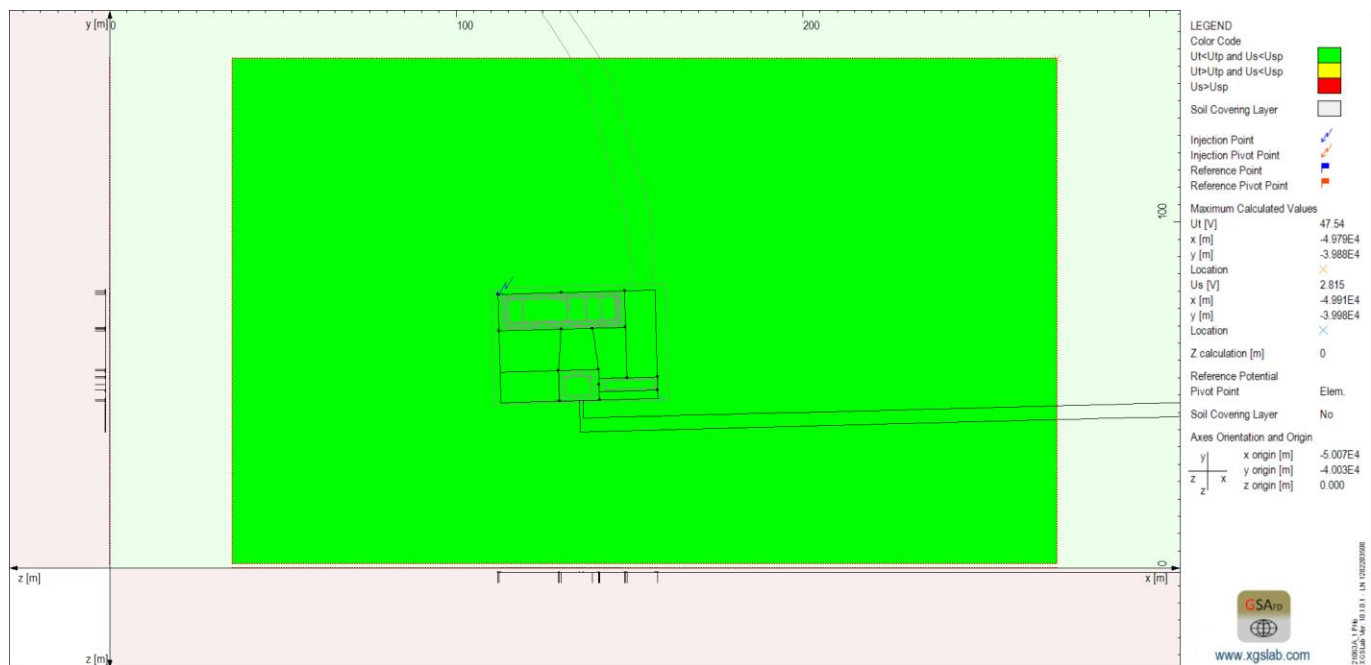 y [m]
0
100
200
100
0
z [m]
x [m]
z [m]
LEGEND
Color Code
Ut<Utp and Us<Usp
Ut>Utp and Us<Usp
Us>Usp
Soil Covering Layer
Injection Point
Injection Pivot Point
Reference Point
Reference Pivot Point
Maximum Calculated Values
Ut [V] 47.54
x [m] -4.979E4
y [m] -3.988E4
Location
Us [V] 2.815
x [m] -4.991E4
y [m] -3.998E4
Location
Z calculation [m] 0
Reference Potential
Pivot Point Elem.
Soil Covering Layer No
Axes Orientation and Origin
y x origin [m] -5.007E4
z x y origin [m] -4.003E4
z z origin [m] 0.000
GSAFD
www.xgslab.com